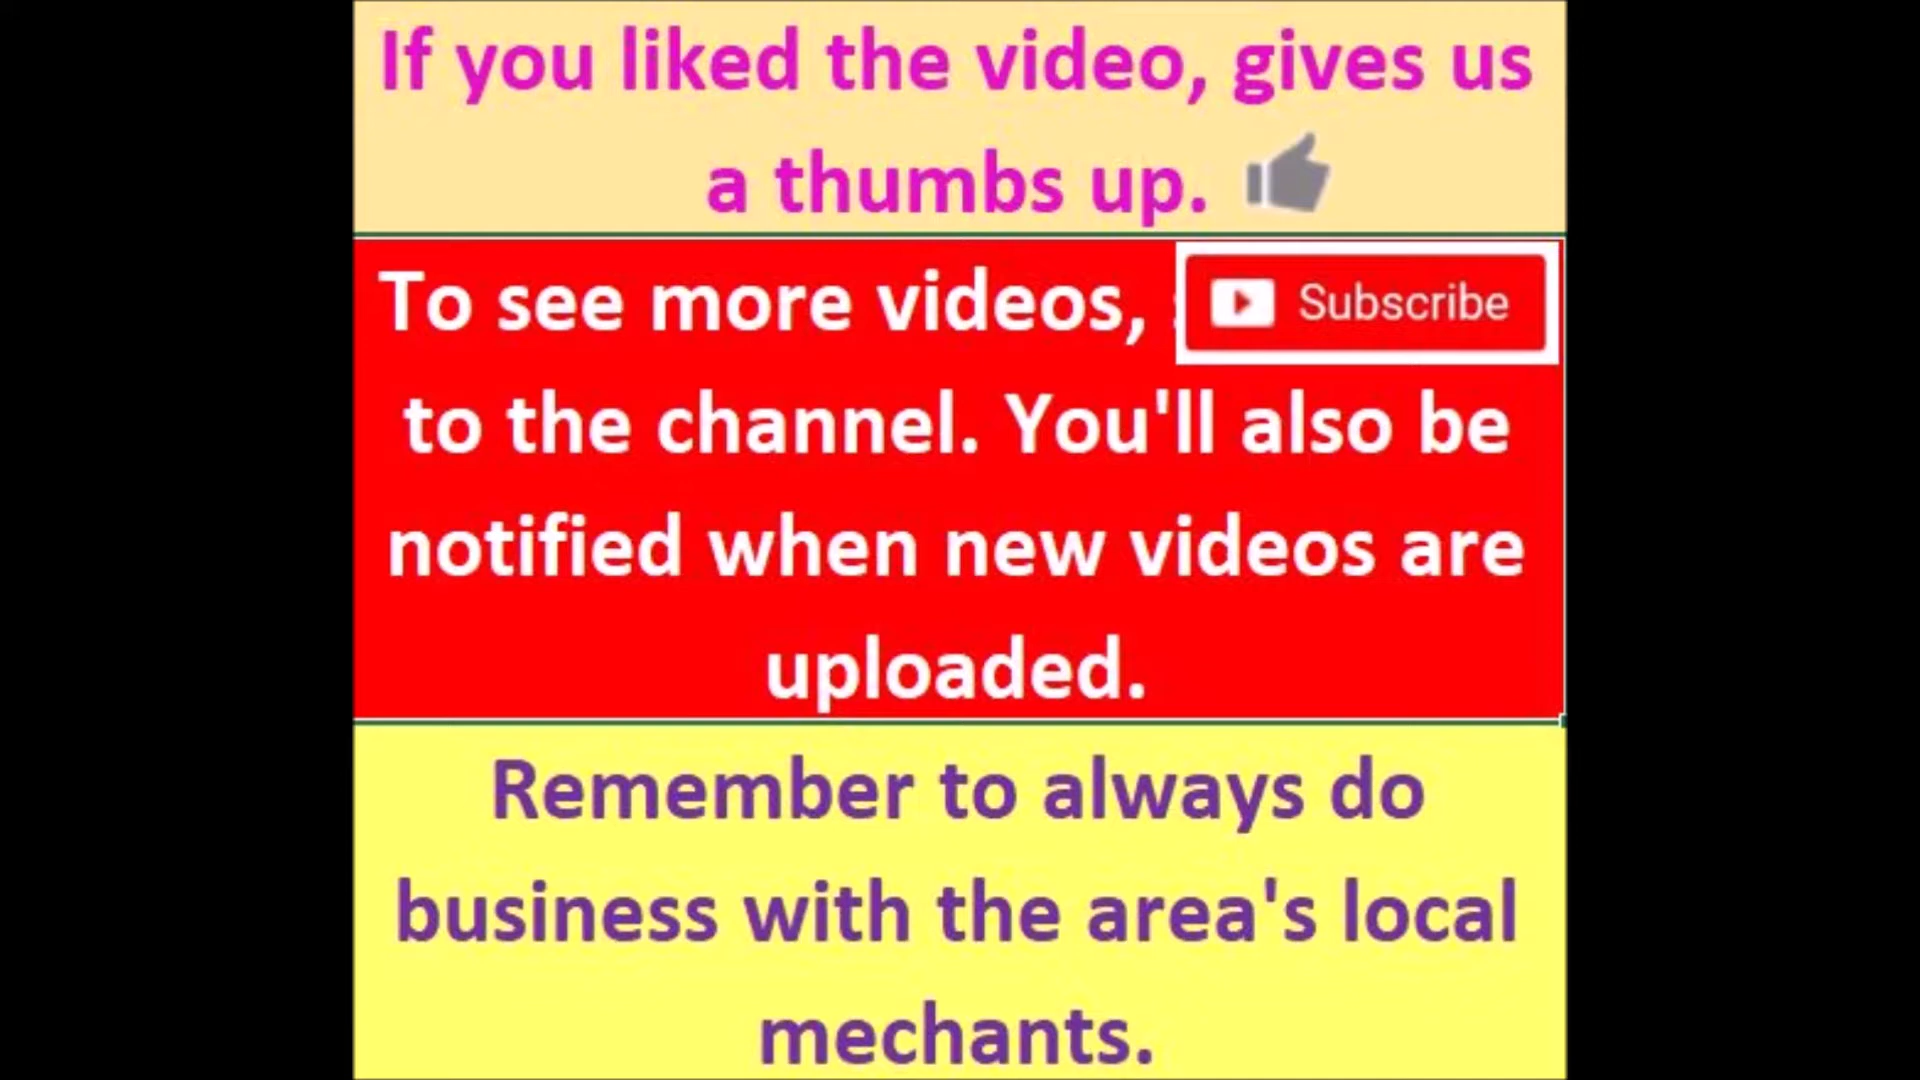 If you liked the video, gives us
a thumbs up.
To see more videos, Subscribe
to the channel. You'll also be
notified when new videos are
uploaded.
Remember to always do
business with the area's local
mechants.